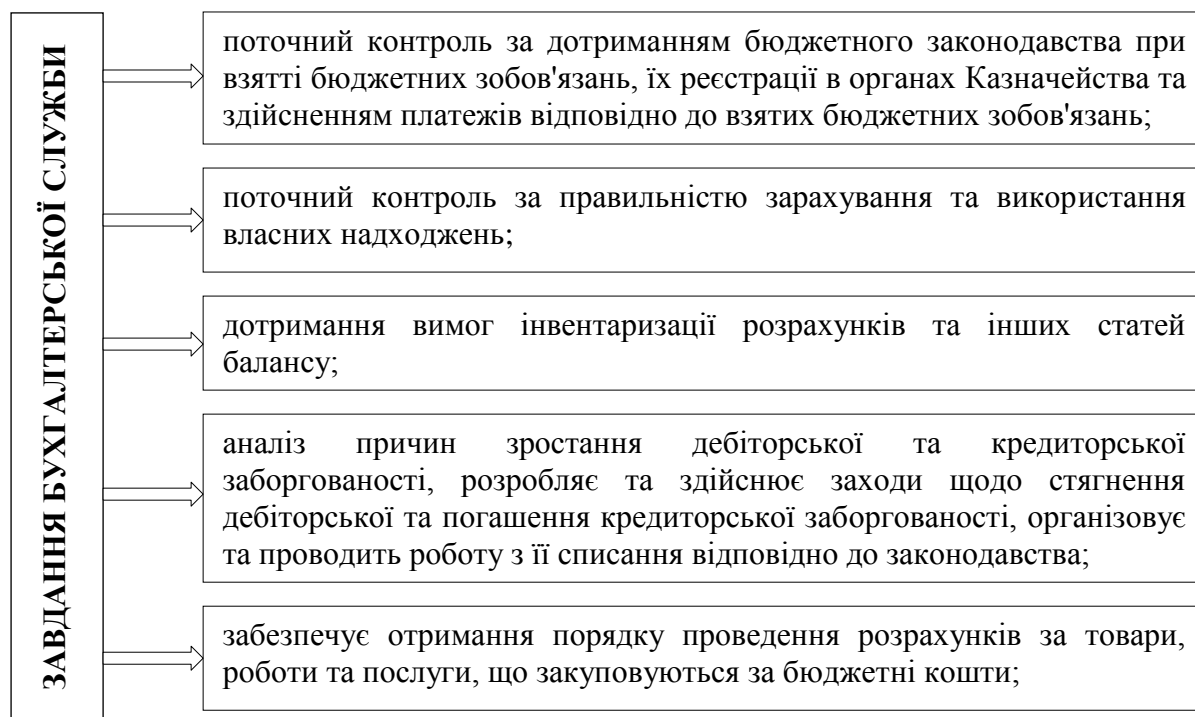 ЗАВДАННЯ БУХГАЛТЕРСЬКОЇ СЛУЖБИ
поточний контроль за дотриманням бюджетного законодавства при
взятті бюджетних зобов'язань, їх реєстрації в органах Казначейства та
здійсненням платежів відповідно до взятих бюджетних зобов'язань;
поточний контроль за правильністю зарахування та використання
власних надходжень;
дотримання вимог інвентаризації розрахунків та інших статей
балансу;
аналіз причин зростання дебіторської та кредиторської
заборгованості, розробляє та здійснює заходи щодо стягнення
дебіторської та погашення кредиторської заборгованості, організовує
та проводить роботу з її списання відповідно до законодавства;
забезпечує отримання порядку проведення розрахунків за товари,
роботи та послуги, що закуповуються за бюджетні кошти;